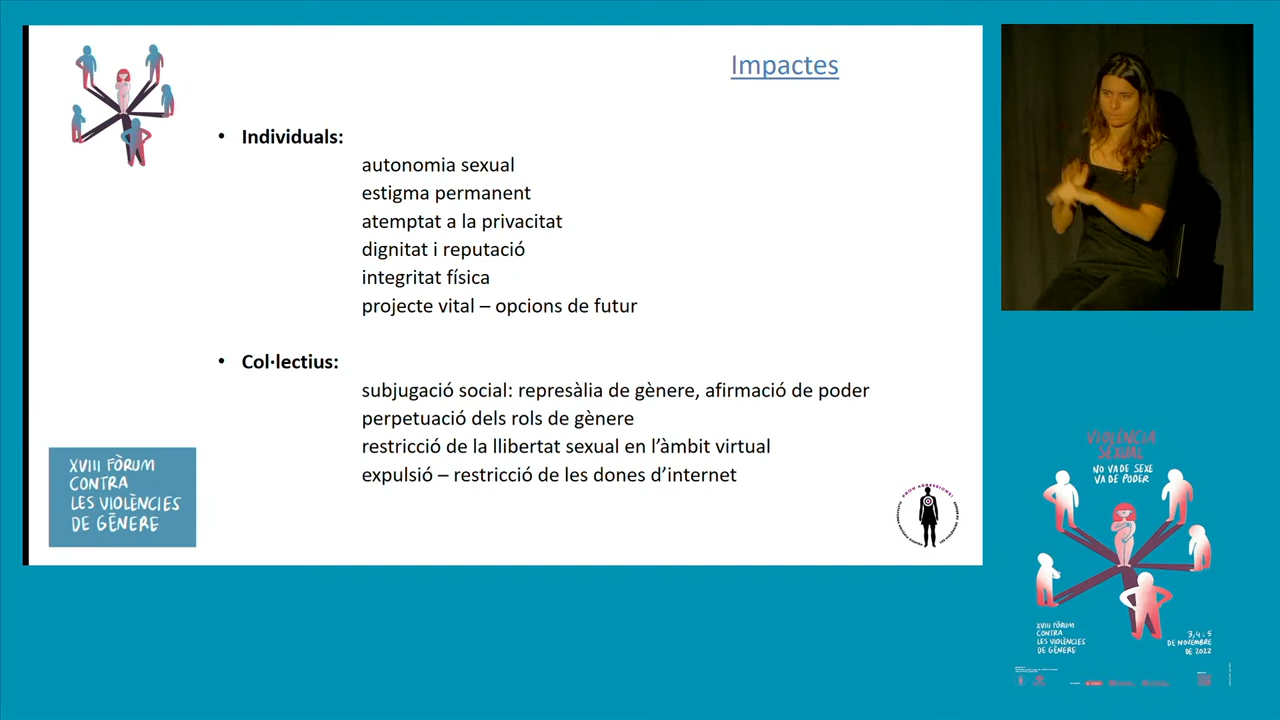 Impactes
• Individuals:
autonomia sexual
estigma permanent
atemptat a la privacitat
dignitat i reputació
integritat física
projecte vital – opcions de futur
• Col·lectius:
subjugació social: represàlia de gènere, afirmació de poder
perpetuació dels rols de gènere
restricció de la llibertat sexual en l’àmbit virtual
expulsió – restricció de les dones d’internet
XVIII FÒRUM
CONTRA
LES VIOLÈNCIES
DE GÈNERE
PROU AGRESSIONS!
VIOLÈNCIA
SEXUAL
NO VA DE SEXE
VA DE PODER
XVIII FÒRUM
CONTRA
LES VIOLÈNCIES
DE GÈNERE
3, 4 i 5
DE NOVEMBRE
DE 2022